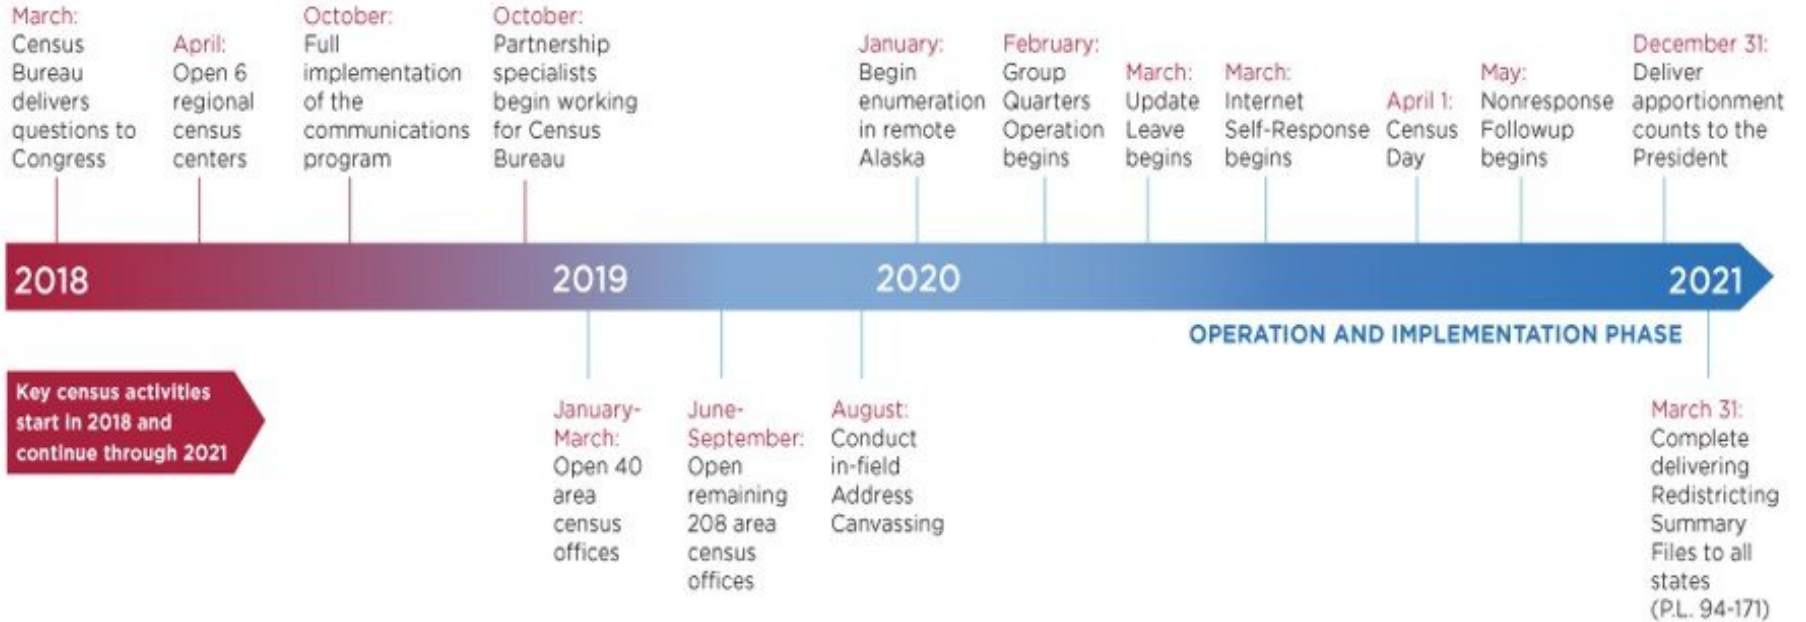 March:
Census
Bureau
delivers
questions to
Congress
April:
Open 6
regional
census
centers
October:
Full
implementation
of the
communications
program
October:
Partnership
specialists
begin working
for Census
Bureau
January:
Begin
enumeration
in remote
Alaska
February:
Group
Quarters
Operation
begins
March:
Update
Leave
begins
March:
Internet
Self-Response
begins
April 1:
Census
Day
May:
Nonresponse
Followup
begins
December 31:
Deliver
apportionment
counts to the
President
2018
2019
2020
2021
OPERATION AND IMPLEMENTATION PHASE
Key census activities
start in 2018 and
continue through 2021
January-
March:
Open 40
area
census
offices
June-
September:
Open
remaining
208 area
census
offices
August:
Conduct
in-field
Address
Canvassing
March 31:
Complete
delivering
Redistricting
Summary
Files to all
states
(P.L. 94-171)